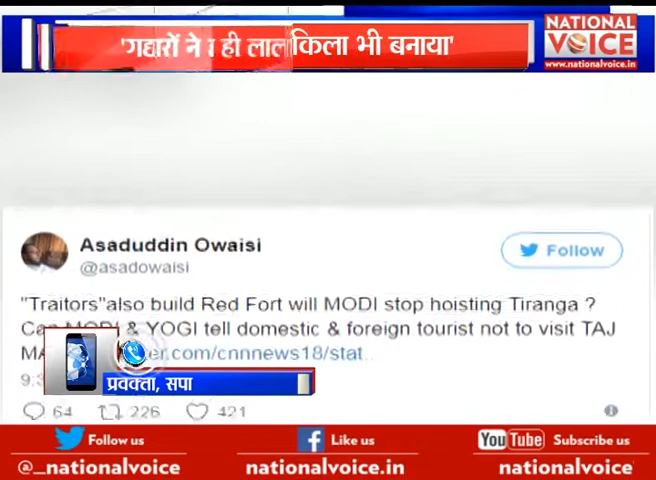 'गद्दारों ने ही लाल किला भी बनाया'
NATIONAL
VOICE
www.nationalvoice.in
Asaduddin Owaisi
@asadowaisi
Follow
"Traitors"also build Red Fort will MODI stop hoisting Tiranga ?
MODI & YOGI tell domestic & foreign tourist not to visit TAJ
er.com/cnnnews18/stat..
प्रवक्ता, सपा
64 226 421
Follow us Like us YouTube Subscribe us
@_nationalvoice nationalvoice.in nationalvoice